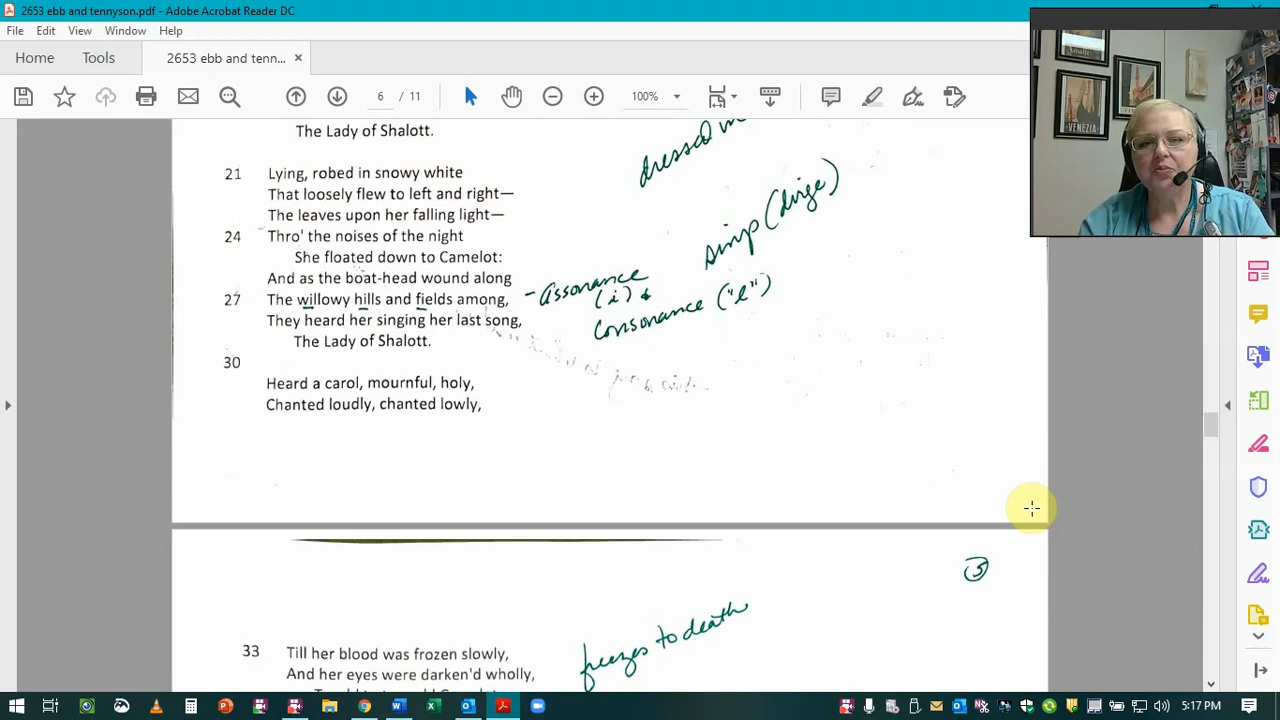 2653 ebb and tennyson.pdf - Adobe Acrobat Reader DC
File Edit View Window Help
Home Tools 2653 ebb and tenn... ×
6 / 11 100%
The Lady of Shalott.
dressed in
21 Lying, robed in snowy white
That loosely flew to left and right—
The leaves upon her falling light—
24 Thro' the noises of the night
She floated down to Camelot:
And as the boat-head wound along
27 The willowy hills and fields among,
They heard her singing her last song,
The Lady of Shalott.
30
Heard a carol, mournful, holy,
Chanted loudly, chanted lowly,
(dirge)
- assonance
(i) &
consonance ("l")
5
33 Till her blood was frozen slowly,
And her eyes were darken'd wholly,
freezes to death
VENEZIA
5:17 PM